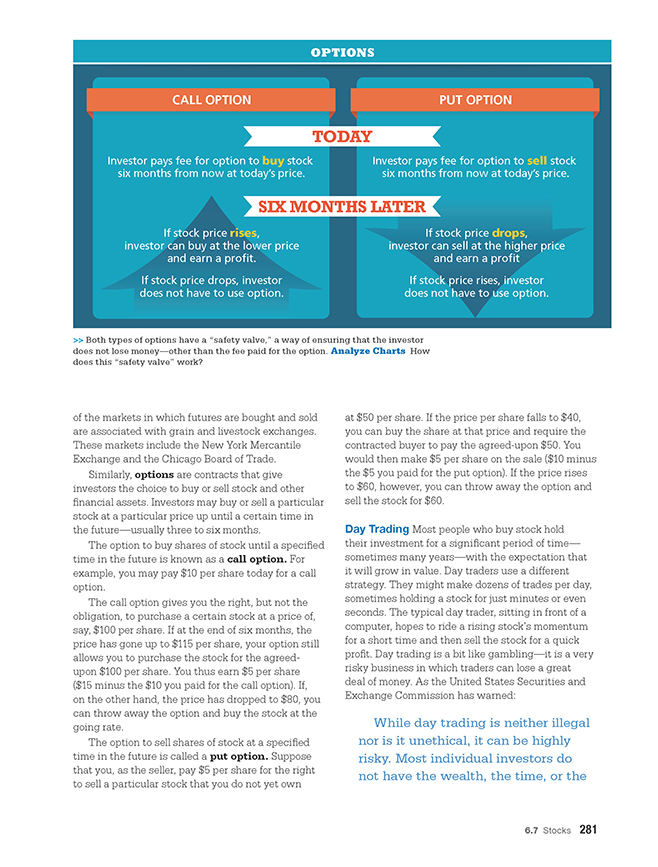 OPTIONS
CALL OPTION
PUT OPTION
TODAY
Investor pays fee for option to buy stock
six months from now at today's price.
Investor pays fee for option to sell stock
six months from now at today's price.
SIX MONTHS LATER
If stock price rises,
investor can buy at the lower price
and earn a profit.
If stock price drops, investor
does not have to use option.
If stock price drops,
investor can sell at the higher price
and earn a profit
If stock price rises, investor
does not have to use option.
>> Both types of options have a “safety valve,” a way of ensuring that the investor
does not lose money—other than the fee paid for the option. Analyze Charts How
does this “safety valve” work?
of the markets in which futures are bought and sold
are associated with grain and livestock exchanges.
These markets include the New York Mercantile
Exchange and the Chicago Board of Trade.
Similarly, options are contracts that give
investors the choice to buy or sell stock and other
financial assets. Investors may buy or sell a particular
stock at a particular price up until a certain time in
the future—usually three to six months.
The option to buy shares of stock until a specified
time in the future is known as a call option. For
example, you may pay $10 per share today for a call
option.
The call option gives you the right, but not the
obligation, to purchase a certain stock at a price of,
say, $100 per share. If at the end of six months, the
price has gone up to $115 per share, your option still
allows you to purchase the stock for the agreed-
upon $100 per share. You thus earn $5 per share
($15 minus the $10 you paid for the call option). If,
on the other hand, the price has dropped to $80, you
can throw away the option and buy the stock at the
going rate.
The option to sell shares of stock at a specified
time in the future is called a put option. Suppose
that you, as the seller, pay $5 per share for the right
to sell a particular stock that you do not yet own
at $50 per share. If the price per share falls to $40,
you can buy the share at that price and require the
contracted buyer to pay the agreed-upon $50. You
would then make $5 per share on the sale ($10 minus
the $5 you paid for the put option). If the price rises
to $60, however, you can throw away the option and
sell the stock for $60.
Day Trading Most people who buy stock hold
their investment for a significant period of time—
sometimes many years—with the expectation that
it will grow in value. Day traders use a different
strategy. They might make dozens of trades per day,
sometimes holding a stock for just minutes or even
seconds. The typical day trader, sitting in front of a
computer, hopes to ride a rising stock's momentum
for a short time and then sell the stock for a quick
profit. Day trading is a bit like gambling—it is a very
risky business in which traders can lose a great
deal of money. As the United States Securities and
Exchange Commission has warned:
While day trading is neither illegal
nor is it unethical, it can be highly
risky. Most individual investors do
not have the wealth, the time, or the
6.7 Stocks 281